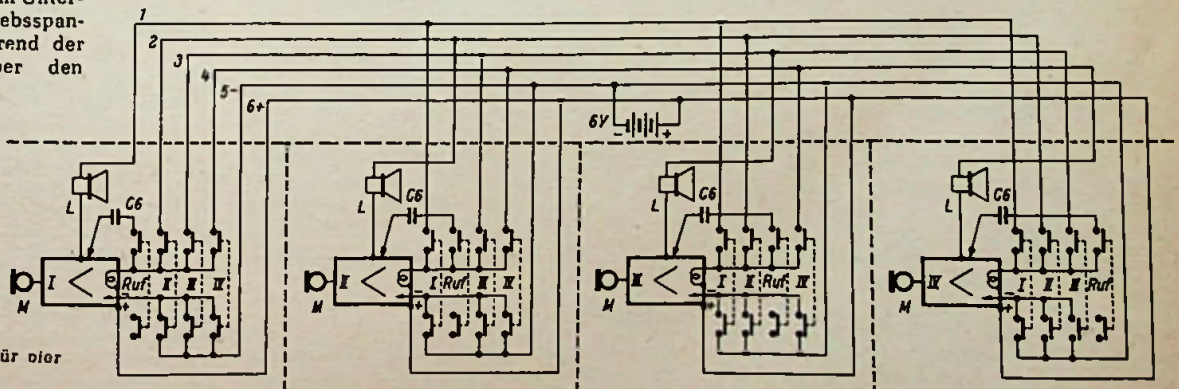 n Unter-
ebsspan-
rend der
ber den
1
2
3
4
5-
6+
6V
- +
L C6 L C6 L C6 L C6
I Ruf II III IV
II I Ruf III IV
III I II Ruf IV
IV I II III Ruf
M M M M
- + - + - + - +
ür vier